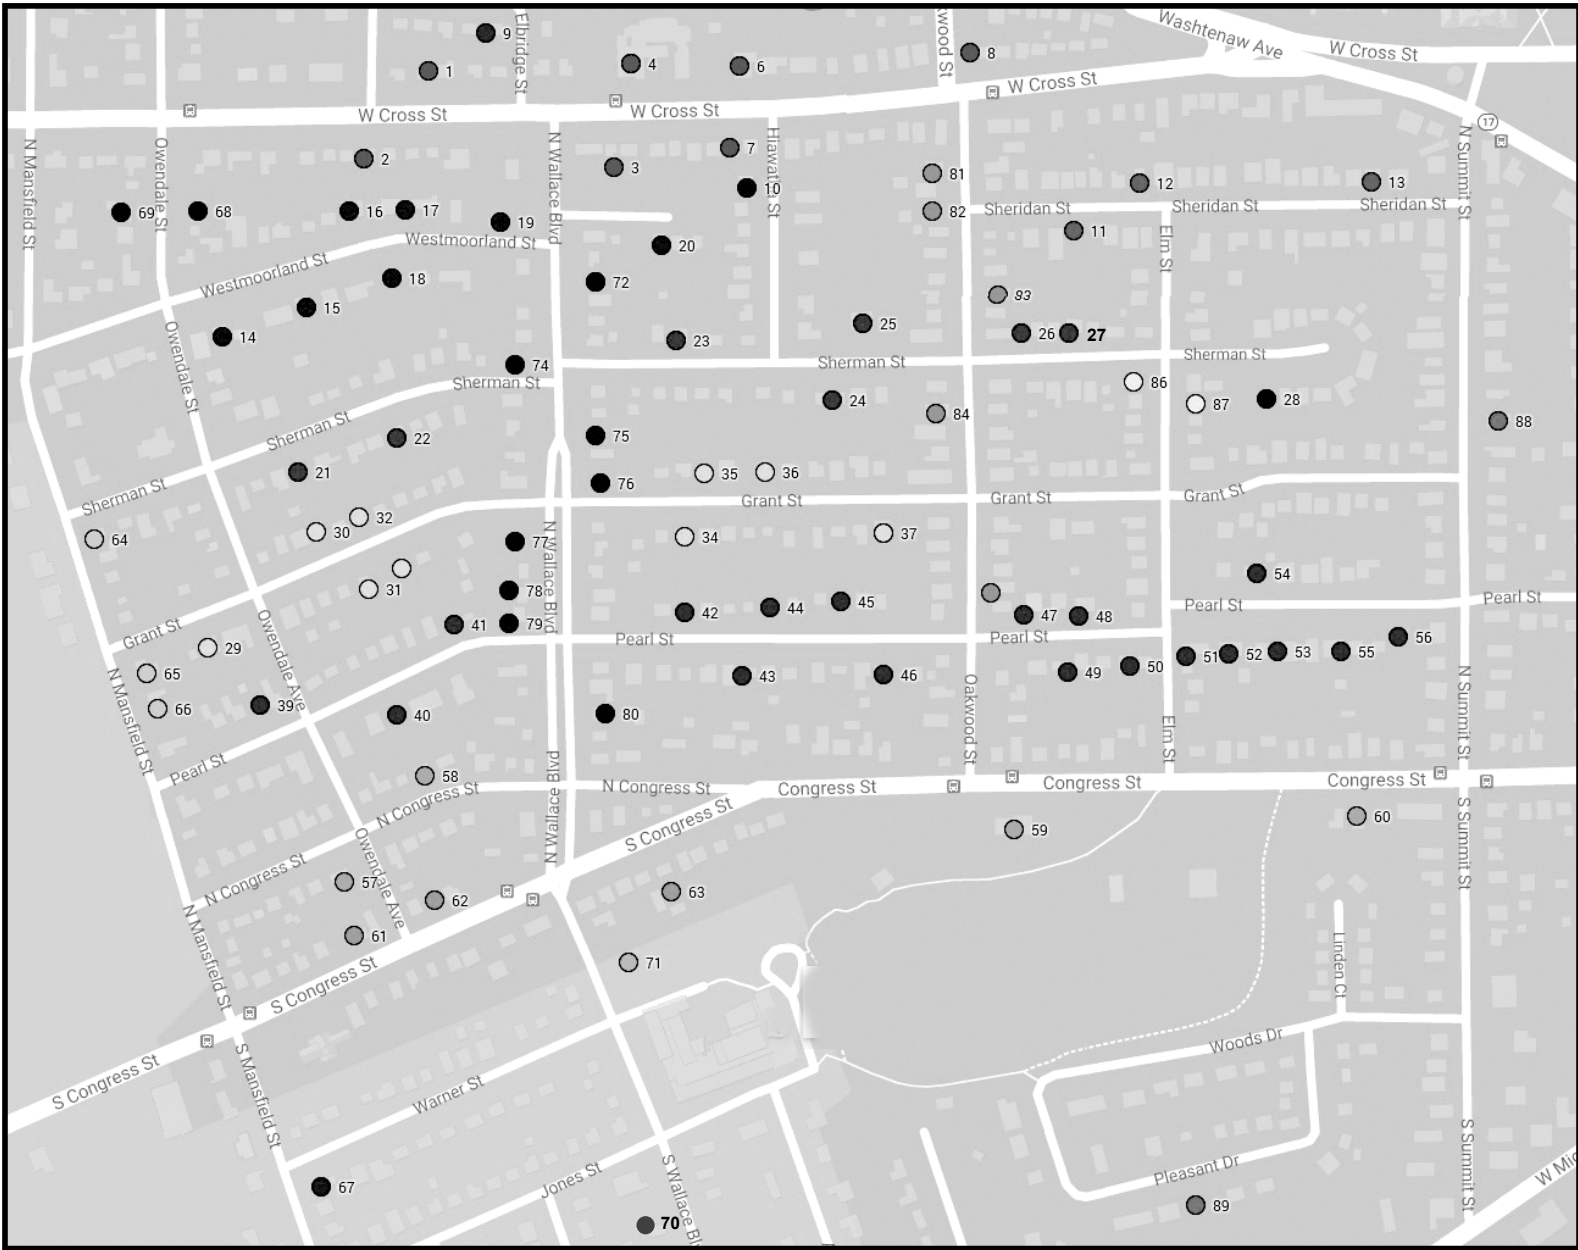 Washtenaw Ave
W Cross St
Elbridge St
kwood St
9
8
4
6
1
W Cross St
17
W Cross St
W Cross St
N Mansfield St
Owendale St
N Wallace Blvd
Hiawatha St
N Summit St
2
7
3
81
12
13
10
69
68
16
17
19
82
Sheridan St
Sheridan St
Sheridan St
11
Westmoorland St
20
Elm St
Westmoorland St
18
72
83
15
14
23
25
26
27
Owendale St
74
Sherman St
Sherman St
Sherman St
86
24
87
28
84
88
Sherman St
22
75
21
35
36
76
Sherman St
Grant St
Grant St
Grant St
32
30
64
34
37
77
N Wallace Blvd
54
31
78
42
44
45
47
48
Pearl St
Pearl St
Grant St
Owendale Ave
41
79
Pearl St
Pearl St
29
65
66
39
43
46
49
50
51
52
53
55
56
N Mansfield St
40
80
Oakwood St
Elm St
N Summit St
Pearl St
58
N Congress St
N Wallace Blvd
N Congress St
Congress St
Congress St
Congress St
S Congress St
59
60
S Summit St
N Congress St
Owendale Ave
57
62
63
61
N Mansfield St
71
Linden Ct
S Congress St
Woods Dr
S Congress St
S Mansfield St
Warner St
S Summit St
Jones St
S Wallace Bl
Pleasant Dr
W Mic
67
89
70